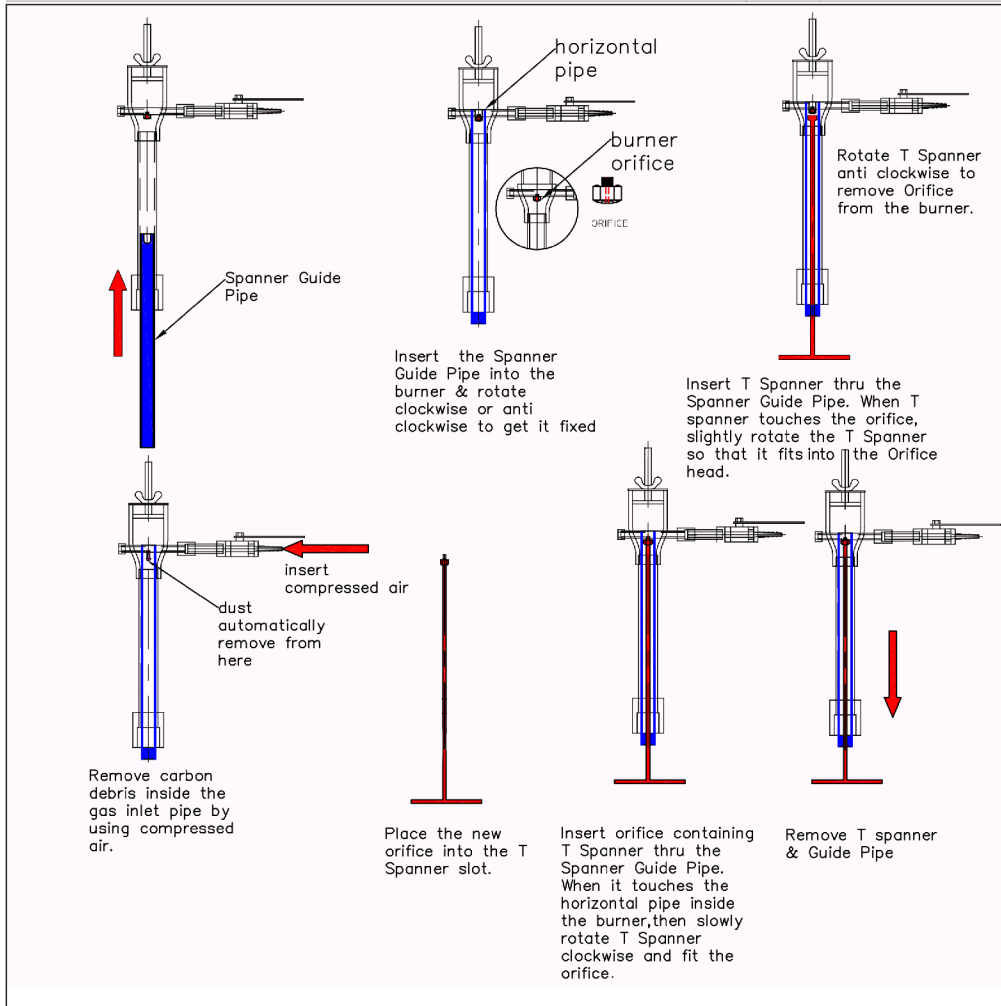 horizontal
pipe
burner
orifice
ORIFICE
Rotate T Spanner
anti clockwise to
remove Orifice
from the burner.
Spanner Guide
Pipe
Insert the Spanner
Guide Pipe into the
burner & rotate
clockwise or anti
clockwise to get it fixed
Insert T Spanner thru the
Spanner Guide Pipe. When T
spanner touches the orifice,
slightly rotate the T Spanner
so that it fits into the Orifice
head.
insert
compressed air
dust
automatically
remove from
here
Remove carbon
debris inside the
gas inlet pipe by
using compressed
air.
Place the new
orifice into the T
Spanner slot.
Insert orifice containing
T Spanner thru the
Spanner Guide Pipe.
When it touches the
horizontal pipe inside
the burner,then slowly
rotate T Spanner
clockwise and fit the
orifice.
Remove T spanner
& Guide Pipe